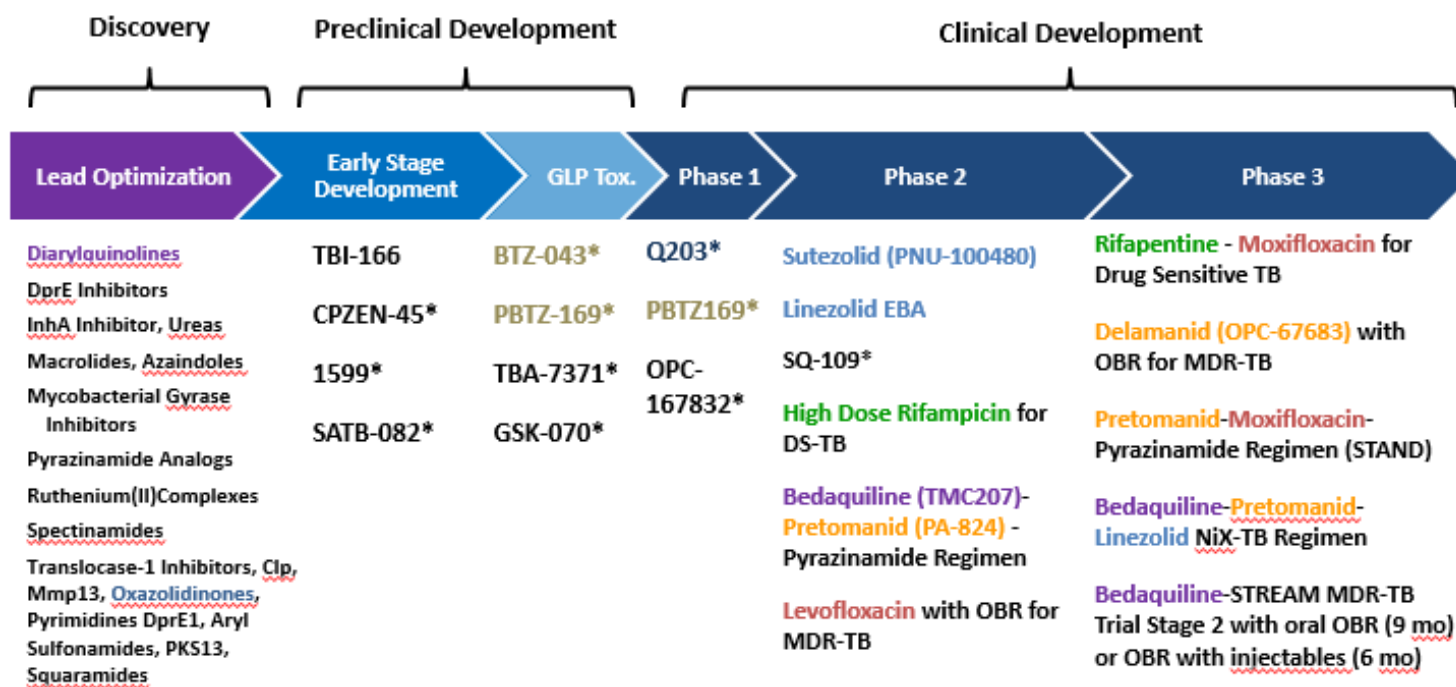 Discovery
Preclinical Development
Clinical Development
Lead Optimization
Early Stage
Development
GLP Tox.
Phase 1
Phase 2
Phase 3
Diarylquinolines
DprE Inhibitors
InhA Inhibitor, Ureas
Macrolides, Azaindoles
Mycobacterial Gyrase
Inhibitors
Pyrazinamide Analogs
Ruthenium(II)Complexes
Spectinamides
Translocase-1 Inhibitors, Clp,
Mmp13, Oxazolidinones,
Pyrimidines DprE1, Aryl
Sulfonamides, PKS13,
Squaramides
TBI-166
CPZEN-45*
1599*
SATB-082*
BTZ-043*
PBTZ-169*
TBA-7371*
GSK-070*
Q203*
PBTZ169*
OPC-
167832*
Sutezolid (PNU-100480)
Linezolid EBA
SQ-109*
High Dose Rifampicin for
DS-TB
Bedaquiline (TMC207)-
Pretomanid (PA-824) -
Pyrazinamide Regimen
Levofloxacin with OBR for
MDR-TB
Rifapentine - Moxifloxacin for
Drug Sensitive TB
Delamanid (OPC-67683) with
OBR for MDR-TB
Pretomanid-Moxifloxacin-
Pyrazinamide Regimen (STAND)
Bedaquiline-Pretomanid-
Linezolid NiX-TB Regimen
Bedaquiline-STREAM MDR-TB
Trial Stage 2 with oral OBR (9 mo)
or OBR with injectables (6 mo)